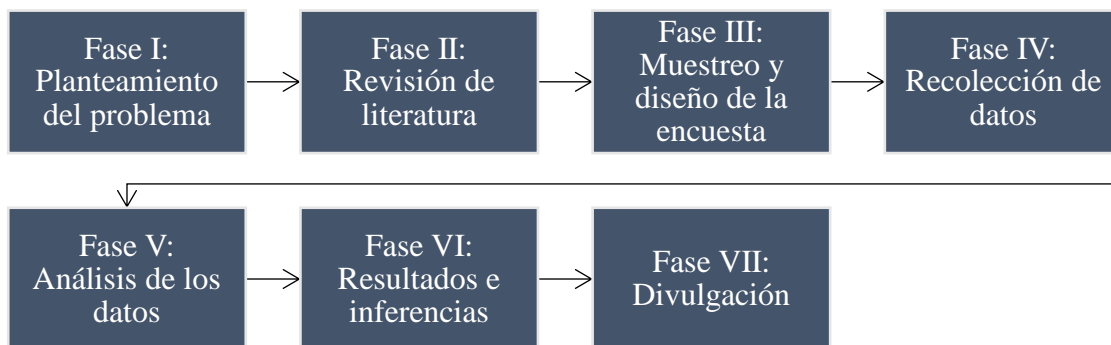 Fase I:
Planteamiento
del problema
Fase II:
Revisión de
literatura
Fase III:
Muestreo y
diseño de la
encuesta
Fase IV:
Recolección de
datos
Fase V:
Análisis de los
datos
Fase VI:
Resultados e
inferencias
Fase VII:
Divulgación